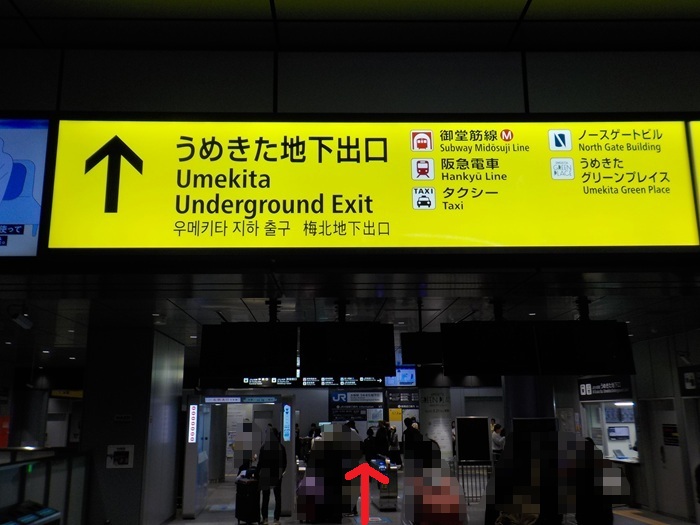 うめきた地下出口
Umekita
Underground Exit
우메키타 지하 출구 梅北地下出口
御堂筋線 M
Subway Midōsuji Line
阪急電車
Hankyū Line
TAXI タクシー
Taxi
ノースゲートビル
North Gate Building
うめきた
グリーンプレイス
Umekita Green Place
JR